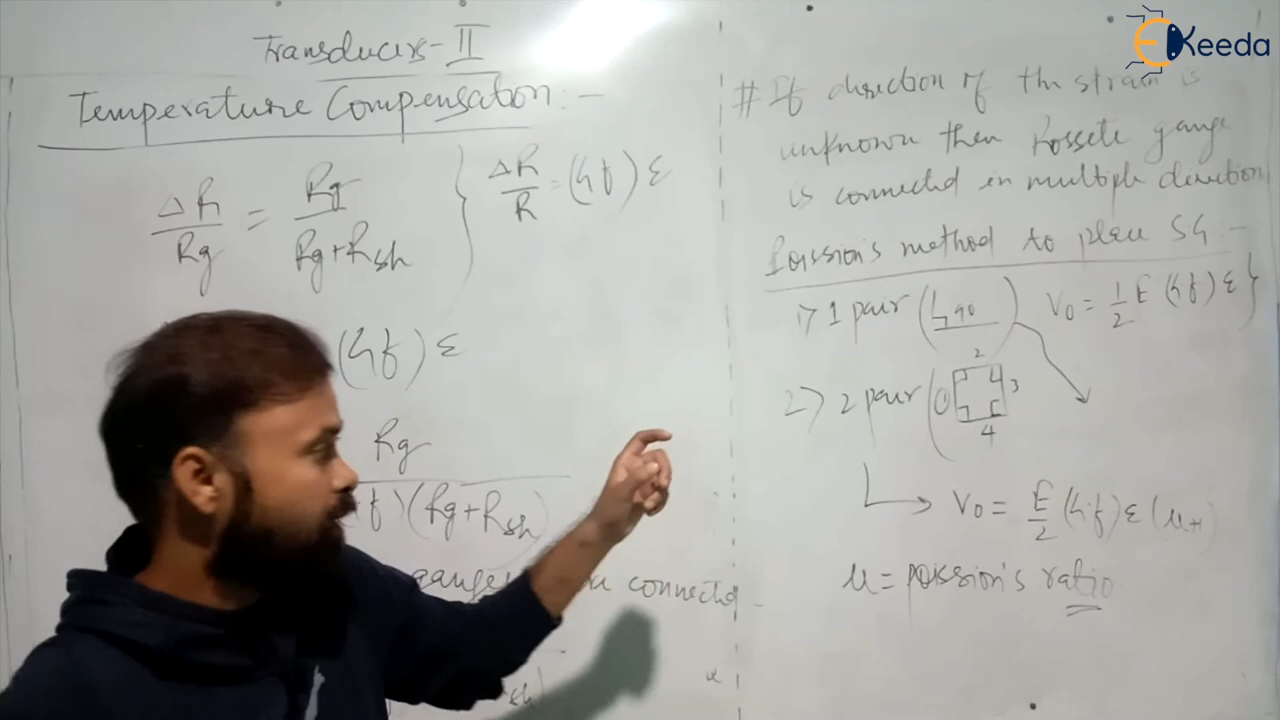 Transducers-II
Temperature Compensation:-
ΔR/Rg = Rg/(Rg+Rsh) } ΔR/R = (Gf) ε
(Gf) ε
Rg
f)(Rg+Rsh)
gauges connected
sh)
EKeeda
# If direction of the strain is
unknown then Rossete gauge
is connected in multiple direction
Poission's method to place SG:-
1> 1 pair (90) V0 = 1/2 E (Gf) ε }
2> 2 pair (1 2 3 4
V0 = E/2 (Gf) ε (μ+1)
μ = poission's ratio